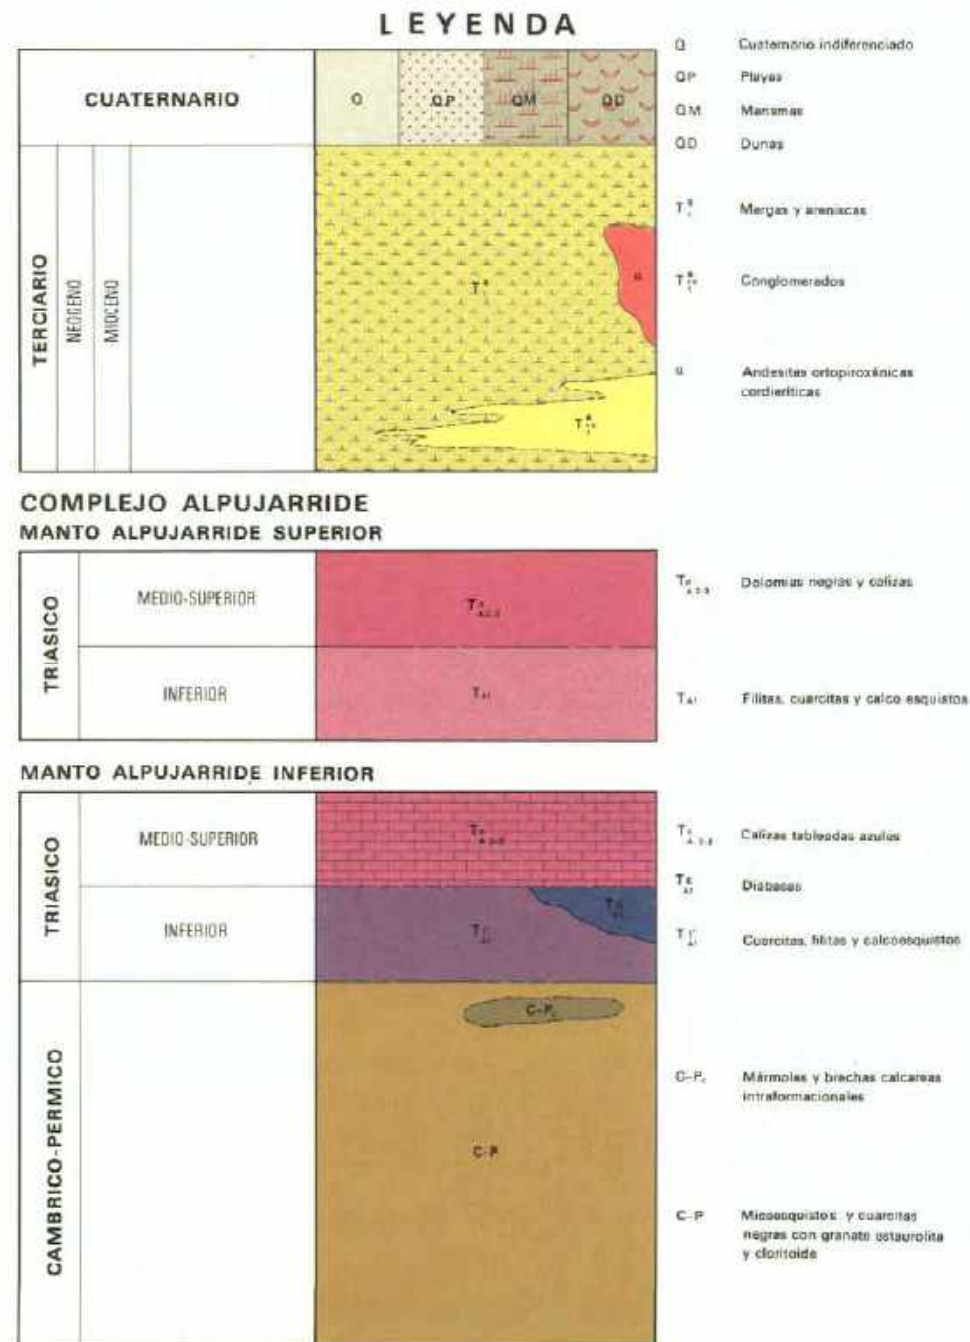 LEYENDA
CUATERNARIO
Q
QP
QM
QD
Q Cuaternario indiferenciado
QP Playas
QM Marismas
QD Dunas
TERCIARIO
NEOGENO
MIOCENO
u
Margas y areniscas
Conglomerados
u Andesitas ortopiroxénicas
cordieríticas
COMPLEJO ALPUJARRIDE
MANTO ALPUJARRIDE SUPERIOR
TRIASICO
MEDIO-SUPERIOR
Dolomías negras y calizas
INFERIOR
Filitas, cuarcitas y calco esquistos
MANTO ALPUJARRIDE INFERIOR
TRIASICO
MEDIO-SUPERIOR
Calizas tableadas azules
Diabasas
INFERIOR
Cuarcitas, filitas y calcoesquistos
CAMBRICO-PERMICO
C-Pc
C-P
C-Pc Mármoles y brechas calcareas
intraformacionales
C-P Micaesquistos y cuarcitas
negras con granate estaurolita
y cloritoide